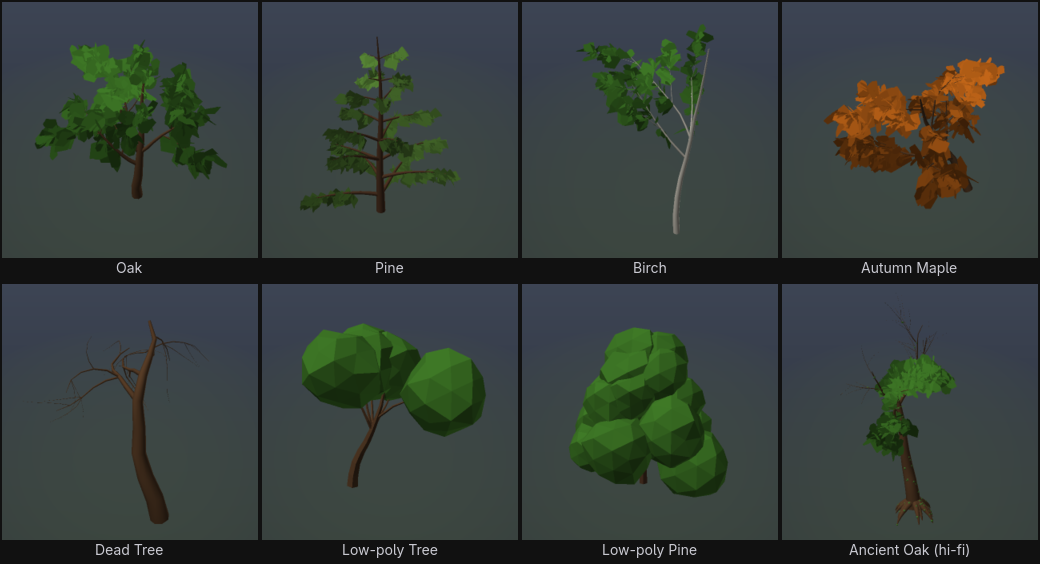 Oak
Pine
Birch
Autumn Maple
Dead Tree
Low-poly Tree
Low-poly Pine
Ancient Oak (hi-fi)